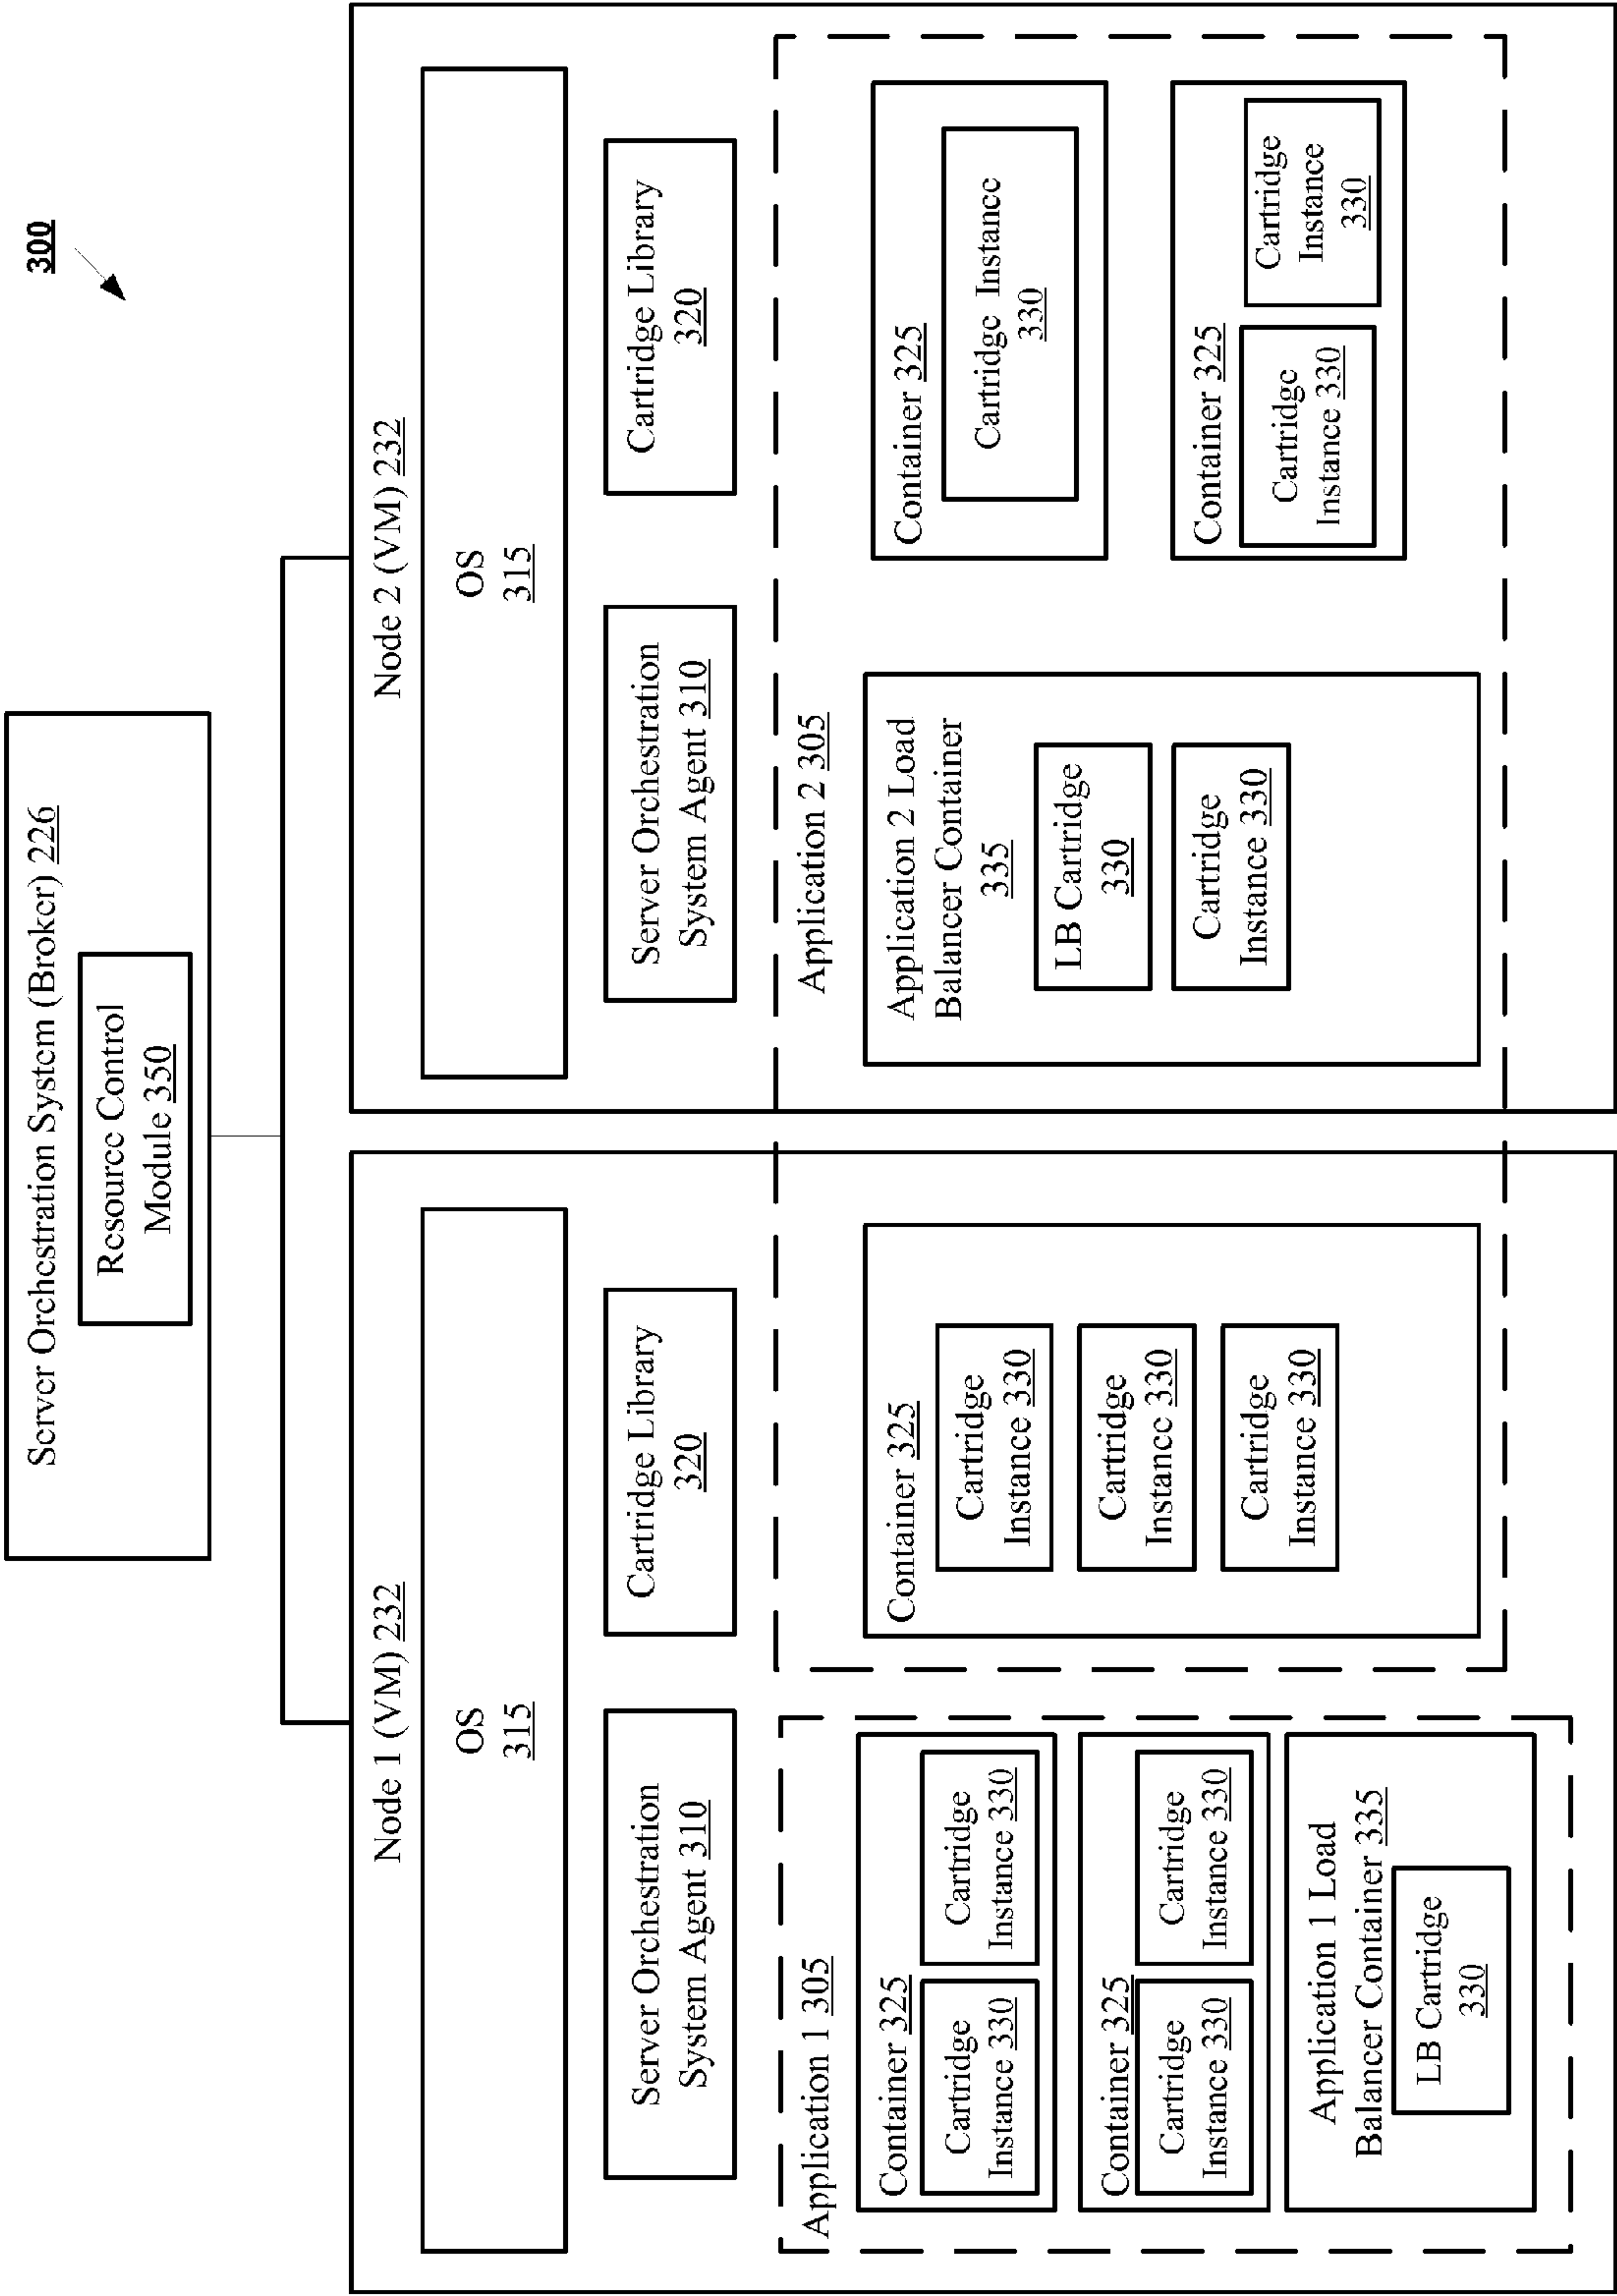 300
Server Orchestration System (Broker) 226
Resource Control
Module 350
Node 1 (VM) 232
OS
315
Server Orchestration
System Agent 310
Cartridge Library
320
Application 1 305
Container 325
Cartridge
Instance 330
Cartridge
Instance 330
Container 325
Cartridge
Instance 330
Cartridge
Instance 330
Application 1 Load
Balancer Container 335
LB Cartridge
330
Container 325
Cartridge
Instance 330
Cartridge
Instance 330
Cartridge
Instance 330
Node 2 (VM) 232
OS
315
Server Orchestration
System Agent 310
Cartridge Library
320
Application 2 305
Application 2 Load
Balancer Container
335
LB Cartridge
330
Cartridge
Instance 330
Container 325
Cartridge Instance
330
Container 325
Cartridge
Instance 330
Cartridge
Instance
330